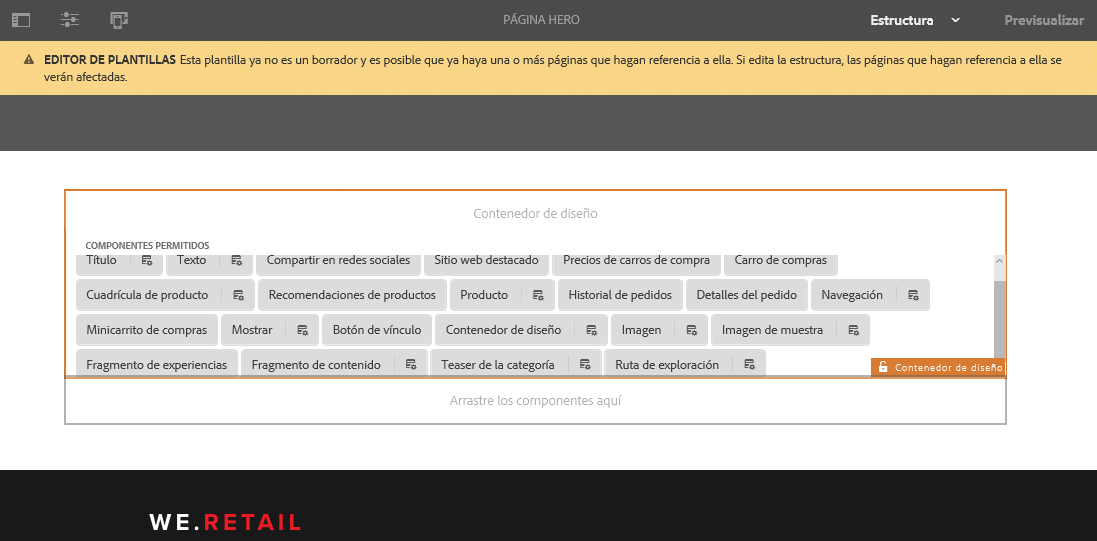 PÁGINA HERO
Estructura
Previsualizar
EDITOR DE PLANTILLAS Esta plantilla ya no es un borrador y es posible que ya haya una o más páginas que hagan referencia a ella. Si edita la estructura, las páginas que hagan referencia a ella se
verán afectadas.
Contenedor de diseño
COMPONENTES PERMITIDOS
Título Texto Compartir en redes sociales Sitio web destacado Precios de carros de compra Carro de compras
Cuadrícula de producto Recomendaciones de productos Producto Historial de pedidos Detalles del pedido Navegación
Minicarrito de compras Mostrar Botón de vínculo Contenedor de diseño Imagen Imagen de muestra
Fragmento de experiencias Fragmento de contenido Teaser de la categoría Ruta de exploración
Contenedor de diseño
Arrastre los componentes aquí
WE.RETAIL